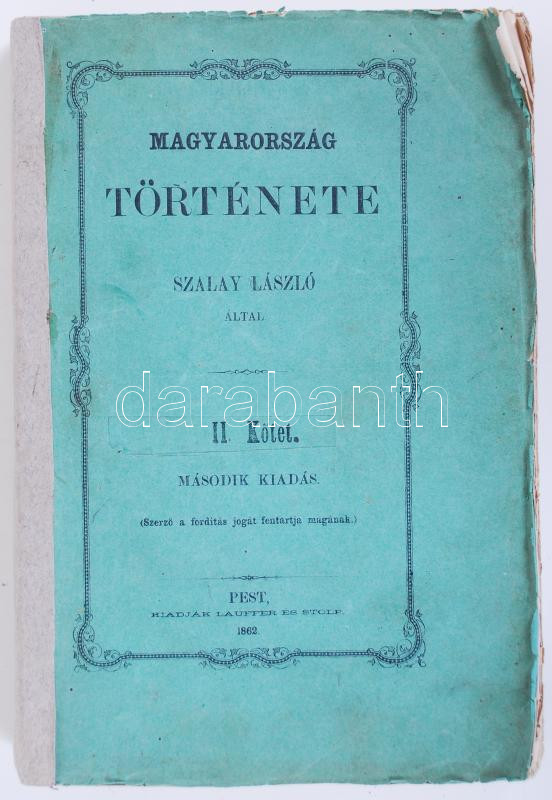 MAGYARORSZÁG
TÖRTÉNETE
SZALAY LÁSZLÓ
ÁLTAL
darabanth
II. Kötet.
MÁSODIK KIADÁS.
(Szerző a fordítás jogát fentartja magának.)
PEST,
KIADJÁK LAUFFER ÉS STOLP.
1862.